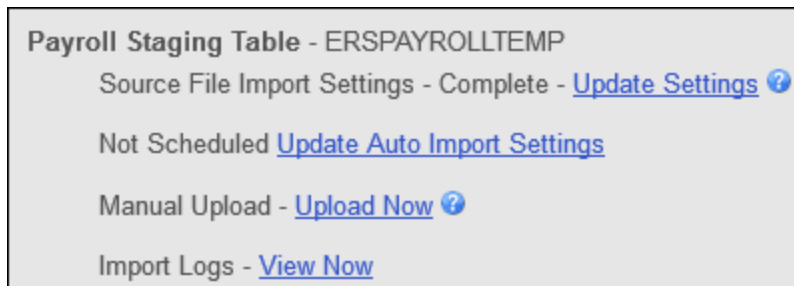 Payroll Staging Table - ERSPAYROLLTEMP
Source File Import Settings - Complete - Update Settings ?
Not Scheduled Update Auto Import Settings
Manual Upload - Upload Now ?
Import Logs - View Now